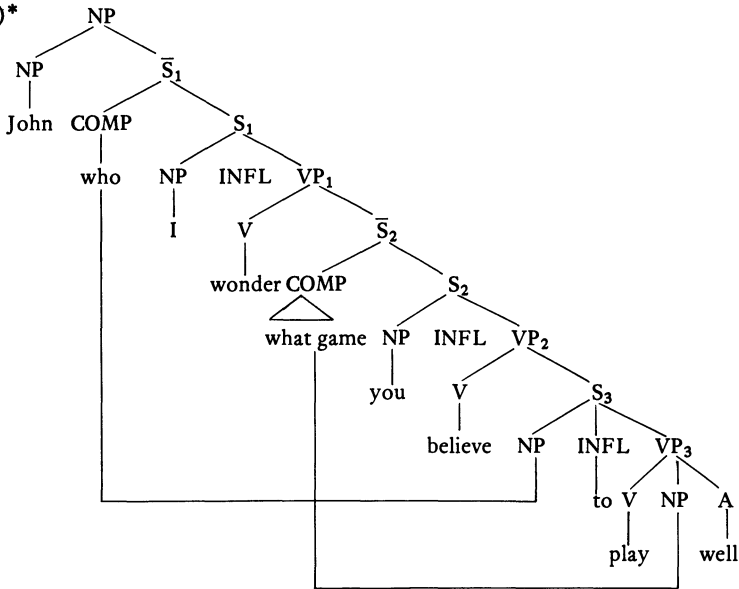 )* NP
NP S̄₁
John COMP S₁
who NP INFL VP₁
I V S̄₂
wonder COMP S₂
what game NP INFL VP₂
you V S₃
believe NP INFL VP₃
to V NP A
play well